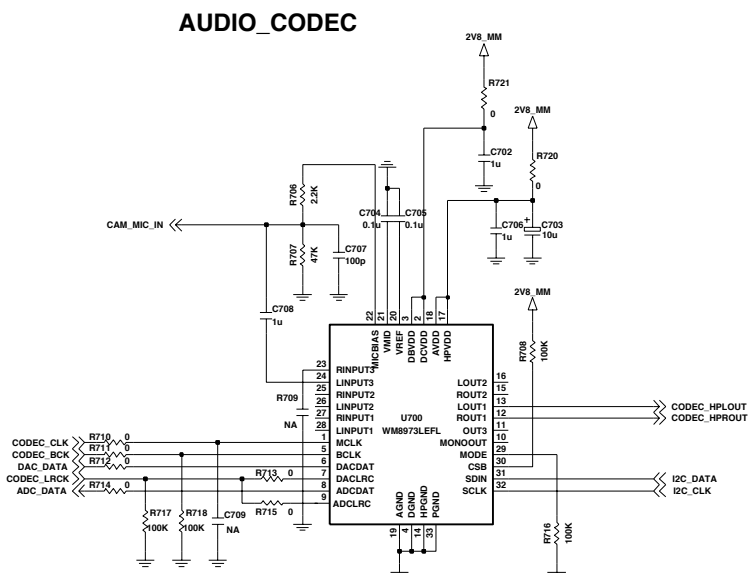 AUDIO_CODEC
2V8_MM
R721
0
2V8_MM
C702
1u
R720
0
R706
2.2K
C704
0.1u
C705
0.1u
C706
1u
+
C703
10u
CAM_MIC_IN
R707
47K
C707
100p
C708
1u
2V8_MM
R708
100K
22
21
20
3
2
18
17
MICBIAS
VMID
VREF
DBVDD
DCVDD
AVDD
HPVDD
23 RINPUT3
24 LINPUT3
25 RINPUT2
26 LINPUT2
27 RINPUT1
28 LINPUT1
1 MCLK
5 BCLK
6 DACDAT
7 DACLRC
8 ADCDAT
9 ADCLRC
U700
WM8973LEFL
LOUT2 16
ROUT2 15
LOUT1 13
ROUT1 12
OUT3 11
MONOOUT 10
MODE 29
CSB 30
SDIN 31
SCLK 32
CODEC_HPLOUT
CODEC_HPROUT
I2C_DATA
I2C_CLK
R709
NA
CODEC_CLK R710 0
CODEC_BCK R711 0
DAC_DATA R712 0
CODEC_LRCK R713 0
ADC_DATA R714 0
R715 0
R717
100K
R718
100K
C709
NA
AGND
DGND
HPGND
PGND
19
4
14
33
R716
100K